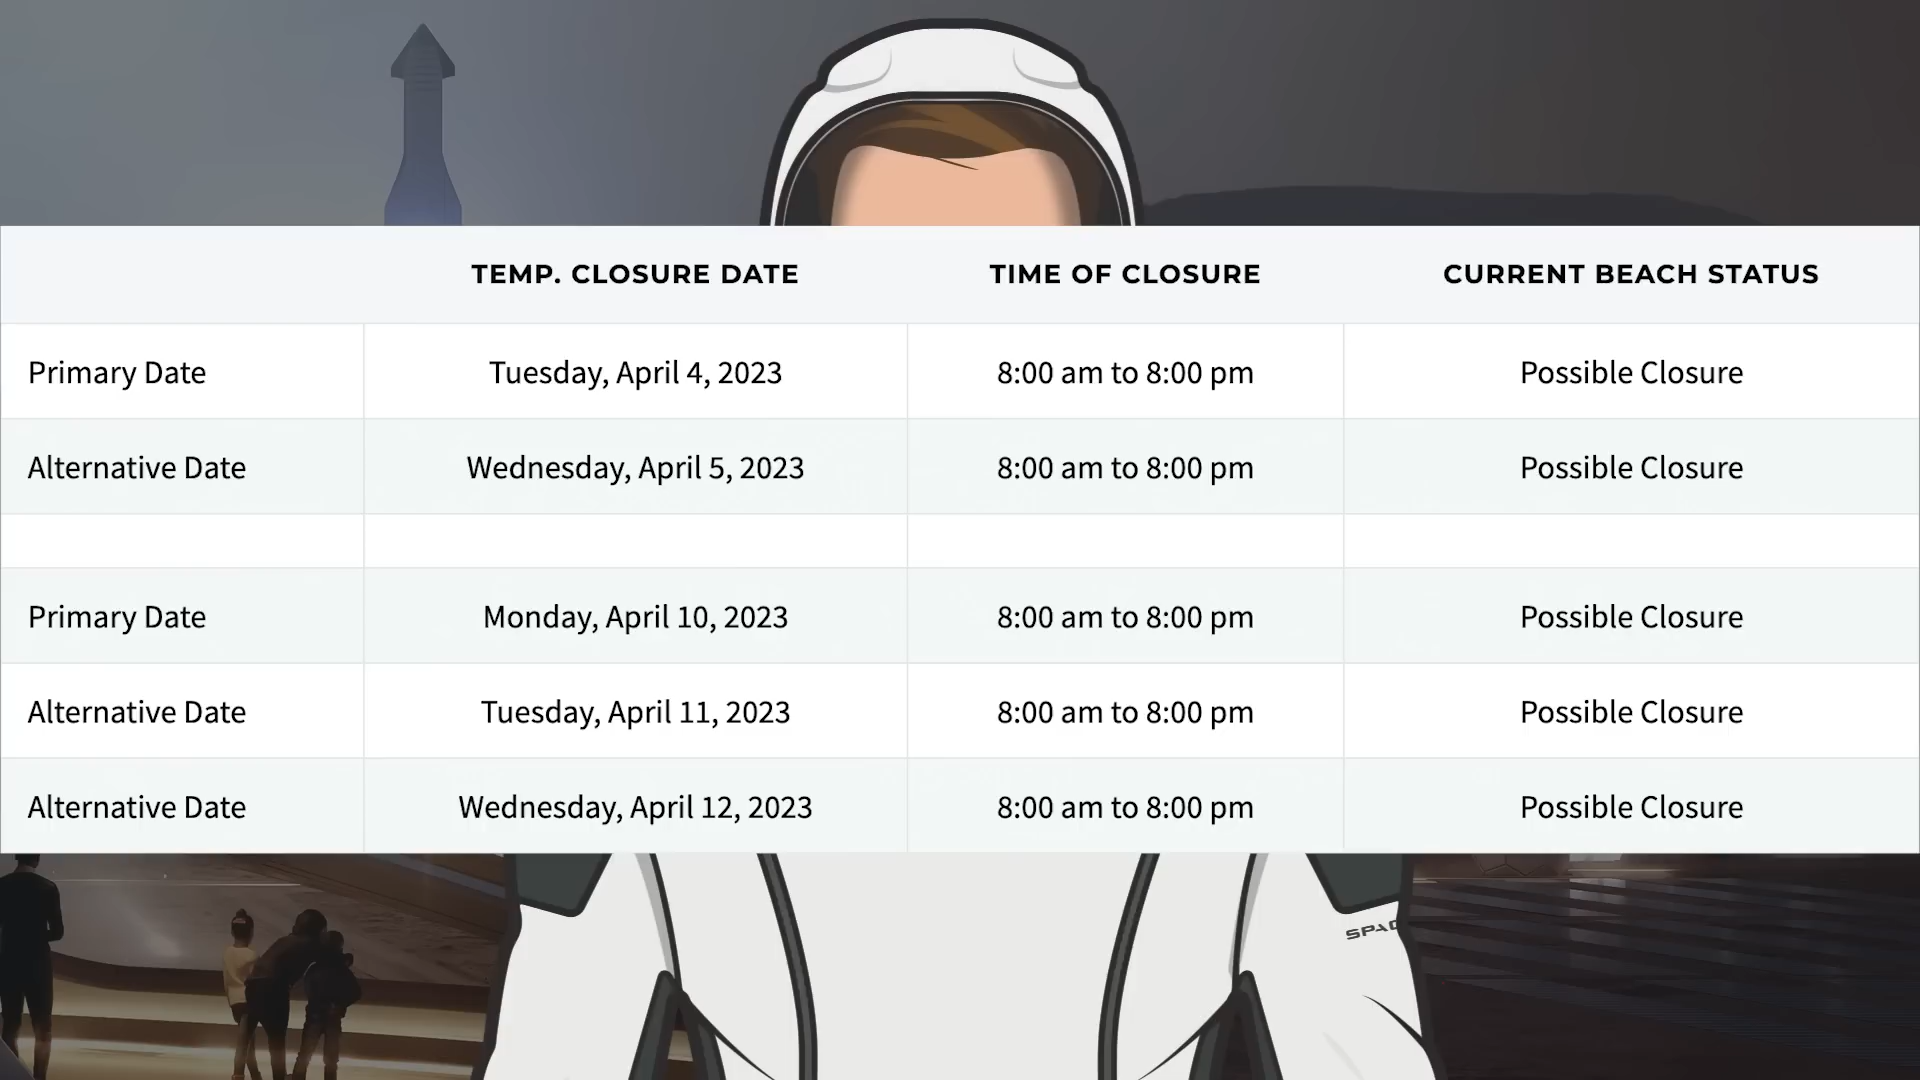 TEMP. CLOSURE DATE TIME OF CLOSURE CURRENT BEACH STATUS
Primary Date Tuesday, April 4, 2023 8:00 am to 8:00 pm Possible Closure
Alternative Date Wednesday, April 5, 2023 8:00 am to 8:00 pm Possible Closure
Primary Date Monday, April 10, 2023 8:00 am to 8:00 pm Possible Closure
Alternative Date Tuesday, April 11, 2023 8:00 am to 8:00 pm Possible Closure
Alternative Date Wednesday, April 12, 2023 8:00 am to 8:00 pm Possible Closure